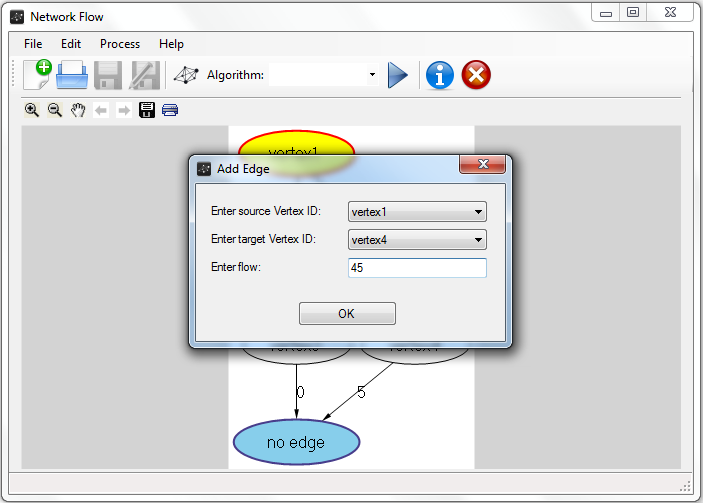 Network Flow
File Edit Process Help
Algorithm:
vertex1
Add Edge
Enter source Vertex ID: vertex1
Enter target Vertex ID: vertex4
Enter flow: 45
OK
0 5
no edge